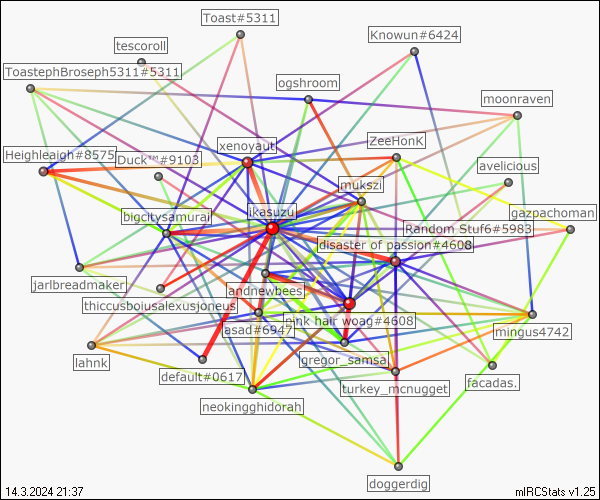 Toast#5311
Knowun#6424
tescoroll
ToastephBroseph5311#5311
ogshroom
moonraven
xenoyaut
ZeeHonK
Heighleaigh#8575
Duck™#9103
avelicious
mukszi
bigcitysamurai
ikasuzu
gazpachoman
Random Stuf6#5983
disaster of passion#4608
jarlbreadmaker
andrewbees
thiccusboiusalexusjoneus
pink hair woag#4608
asad#6947
mingus4742
lahnk
gregor_samsa
default#0617
turkey_mcnugget
facadas.
neokingghidorah
doggerdig
14.3.2024 21:37
mIRCStats v1.25